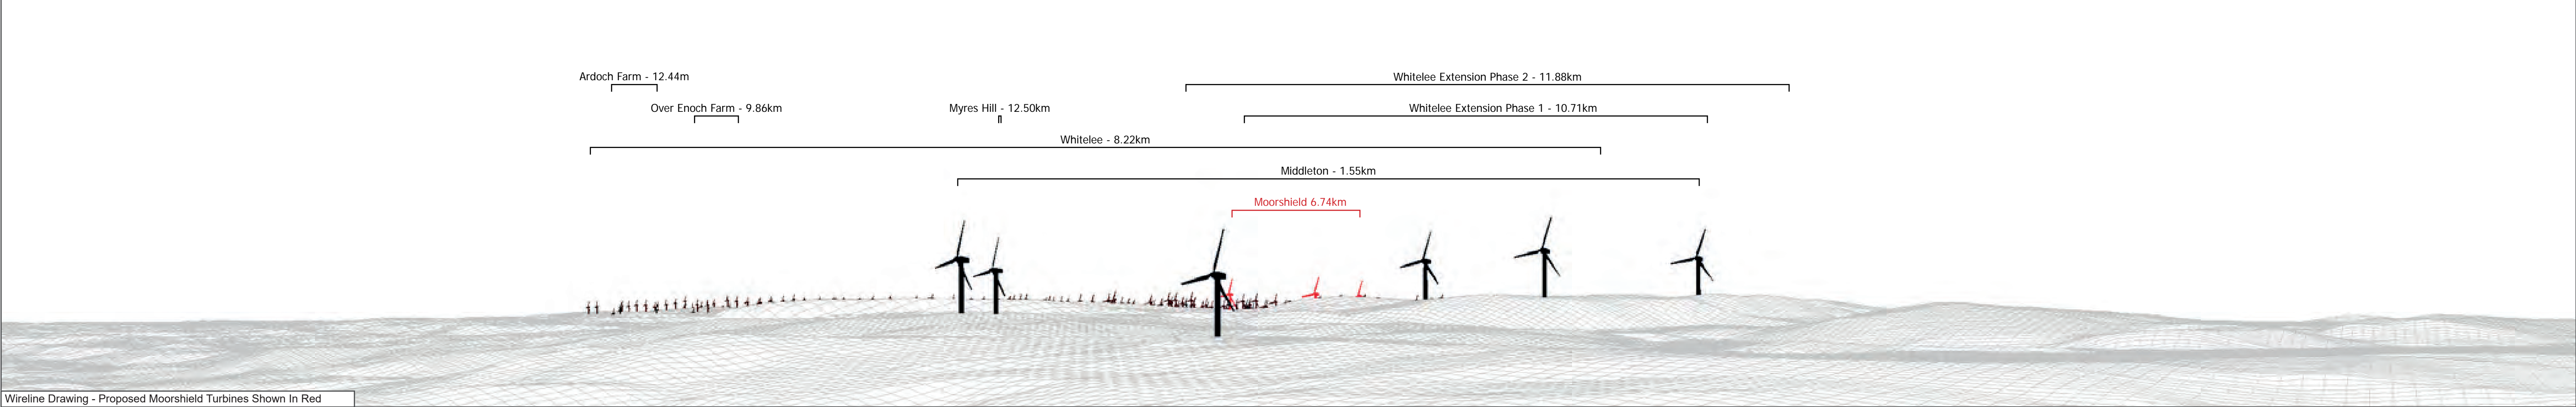 Ardoch Farm - 12.44m
Whitelee Extension Phase 2 - 11.88km
Over Enoch Farm - 9.86km
Myres Hill - 12.50km
Whitelee Extension Phase 1 - 10.71km
Whitelee - 8.22km
Middleton - 1.55km
Moorshield 6.74km
Wireline Drawing - Proposed Moorshield Turbines Shown In Red